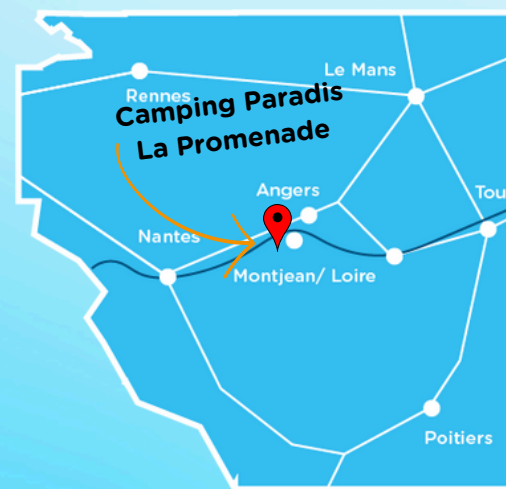 Le Mans
Rennes
Camping Paradis
La Promenade
Angers
Tou
Nantes
Montjean/ Loire
Poitiers